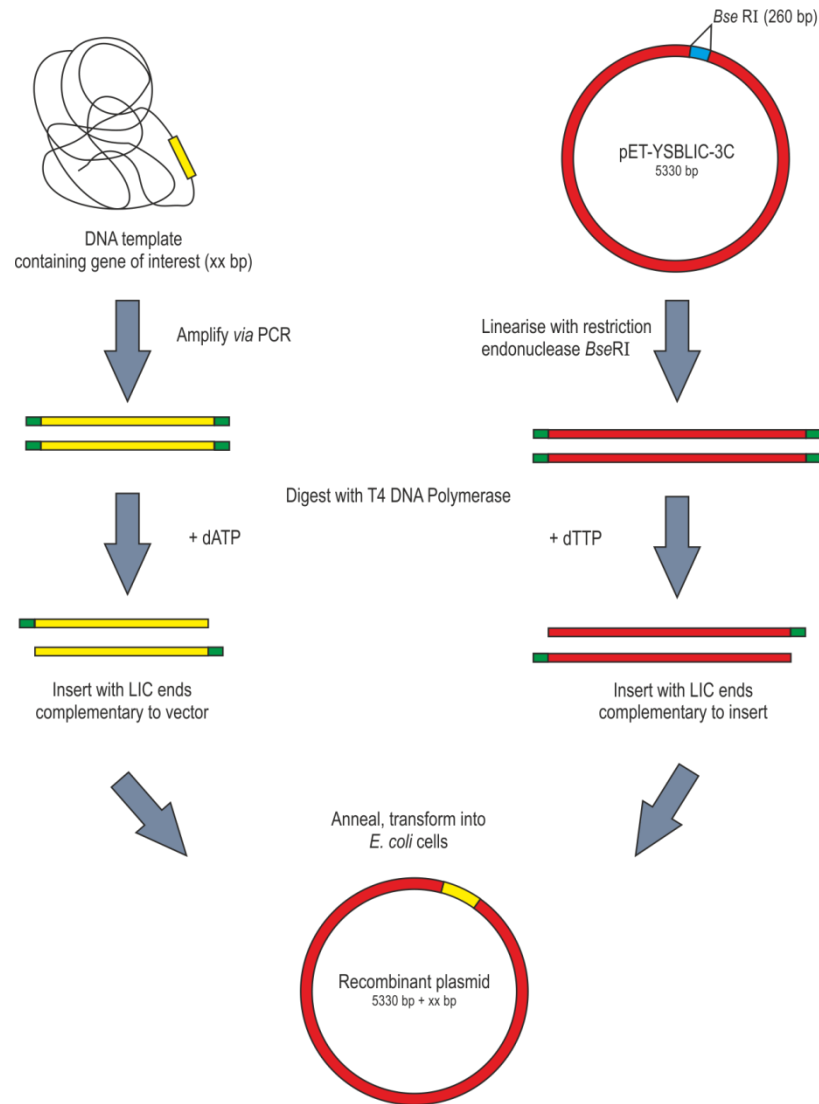 Bse RI (260 bp)
pET-YSBLIC-3C
5330 bp
DNA template
containing gene of interest (xx bp)
Amplify via PCR
Linearise with restriction
endonuclease BseRI
Digest with T4 DNA Polymerase
+ dATP
+ dTTP
Insert with LIC ends
complementary to vector
Insert with LIC ends
complementary to insert
Anneal, transform into
E. coli cells
Recombinant plasmid
5330 bp + xx bp